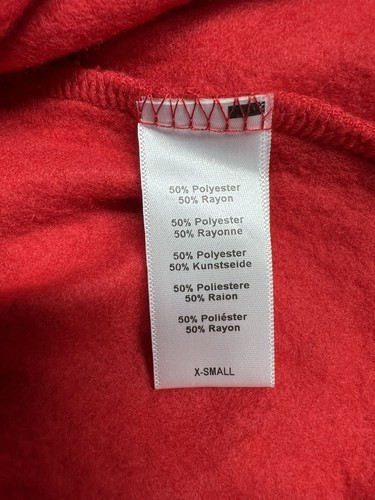 50% Polyester
50% Rayon
50% Polyester
50% Rayonne
50% Polyester
50% Kunstseide
50% Poliestere
50% Raion
50% Poliéster
50% Rayon
X-SMALL